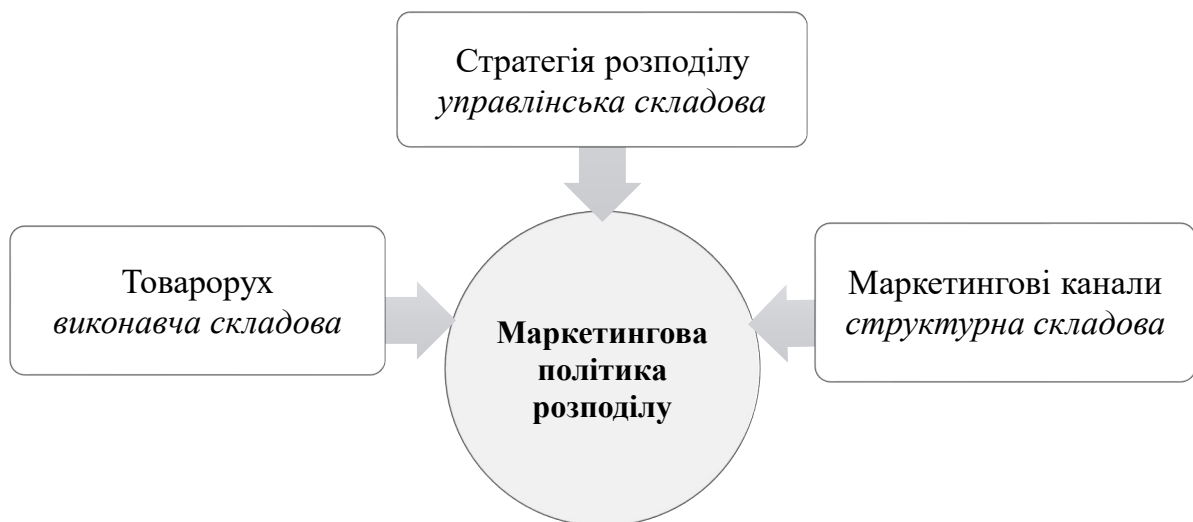 Стратегія розподілу
управлінська складова
Товарорух
виконавча складова
Маркетингова
політика
розподілу
Маркетингові канали
структурна складова